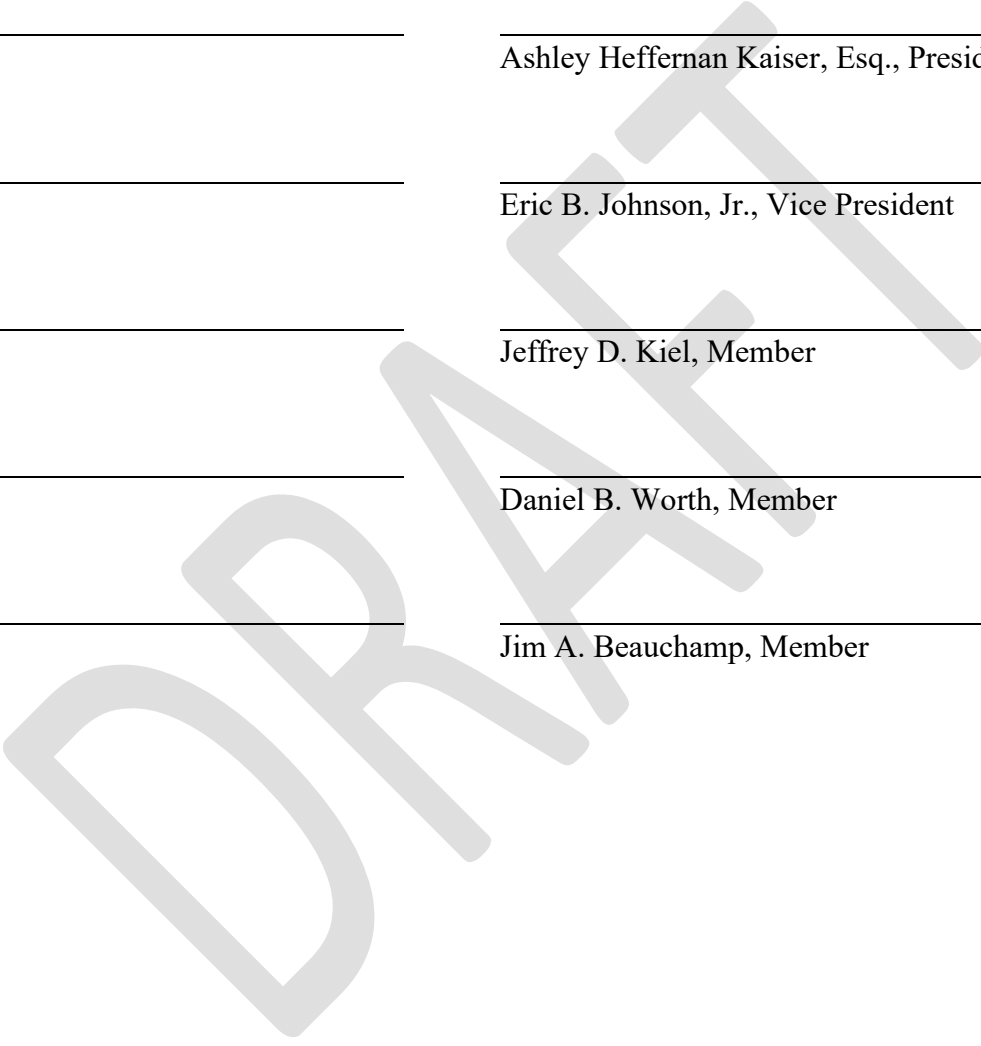 Ashley Heffernan Kaiser, Esq.,
Eric B. Johnson, Jr., Vice President
Jeffrey D. Kiel, Member
Daniel B. Worth, Member
Jim A. Beauchamp, Member
DRAFT